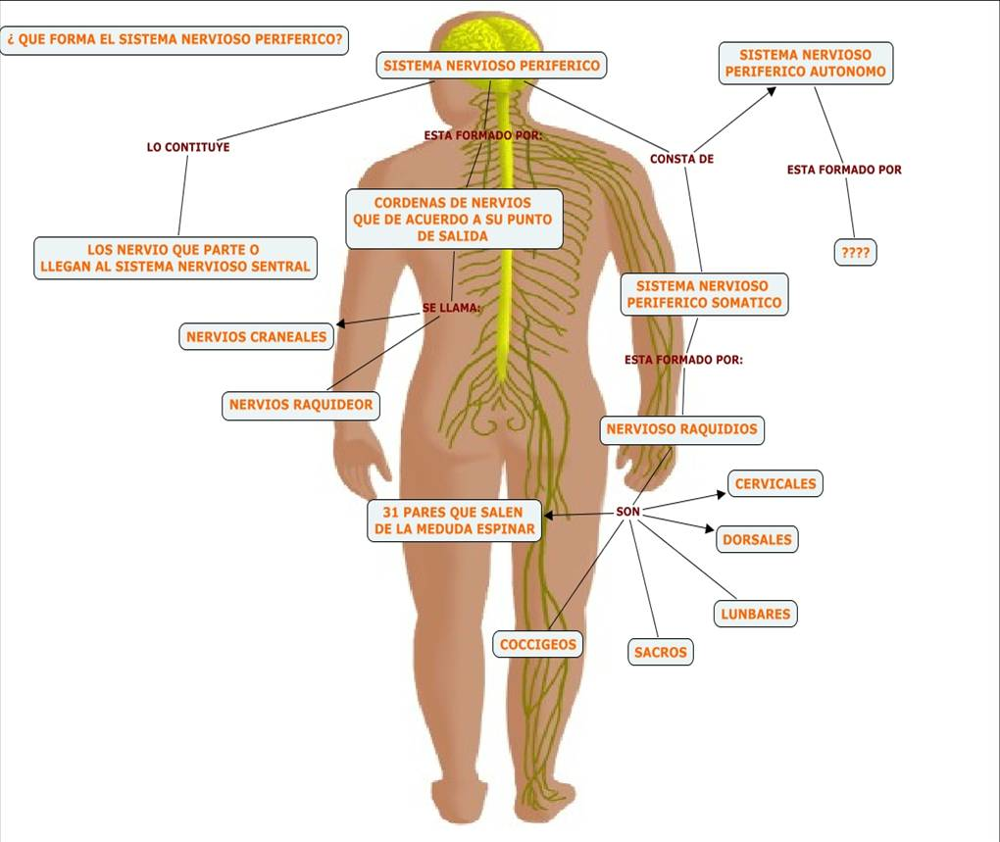 ¿ QUE FORMA EL SISTEMA NERVIOSO PERIFERICO?
SISTEMA NERVIOSO PERIFERICO
SISTEMA NERVIOSO
PERIFERICO AUTONOMO
LO CONTITUYE
ESTA FORMADO POR:
CONSTA DE
ESTA FORMADO POR
CORDENAS DE NERVIOS
QUE DE ACUERDO A SU PUNTO
DE SALIDA
LOS NERVIO QUE PARTE O
LLEGAN AL SISTEMA NERVIOSO SENTRAL
????
SISTEMA NERVIOSO
PERIFERICO SOMATICO
SE LLAMA:
NERVIOS CRANEALES
ESTA FORMADO POR:
NERVIOS RAQUIDEOR
NERVIOSO RAQUIDIOS
CERVICALES
31 PARES QUE SALEN
DE LA MEDUDA ESPINAR
SON
DORSALES
LUNBARES
COCCIGEOS
SACROS